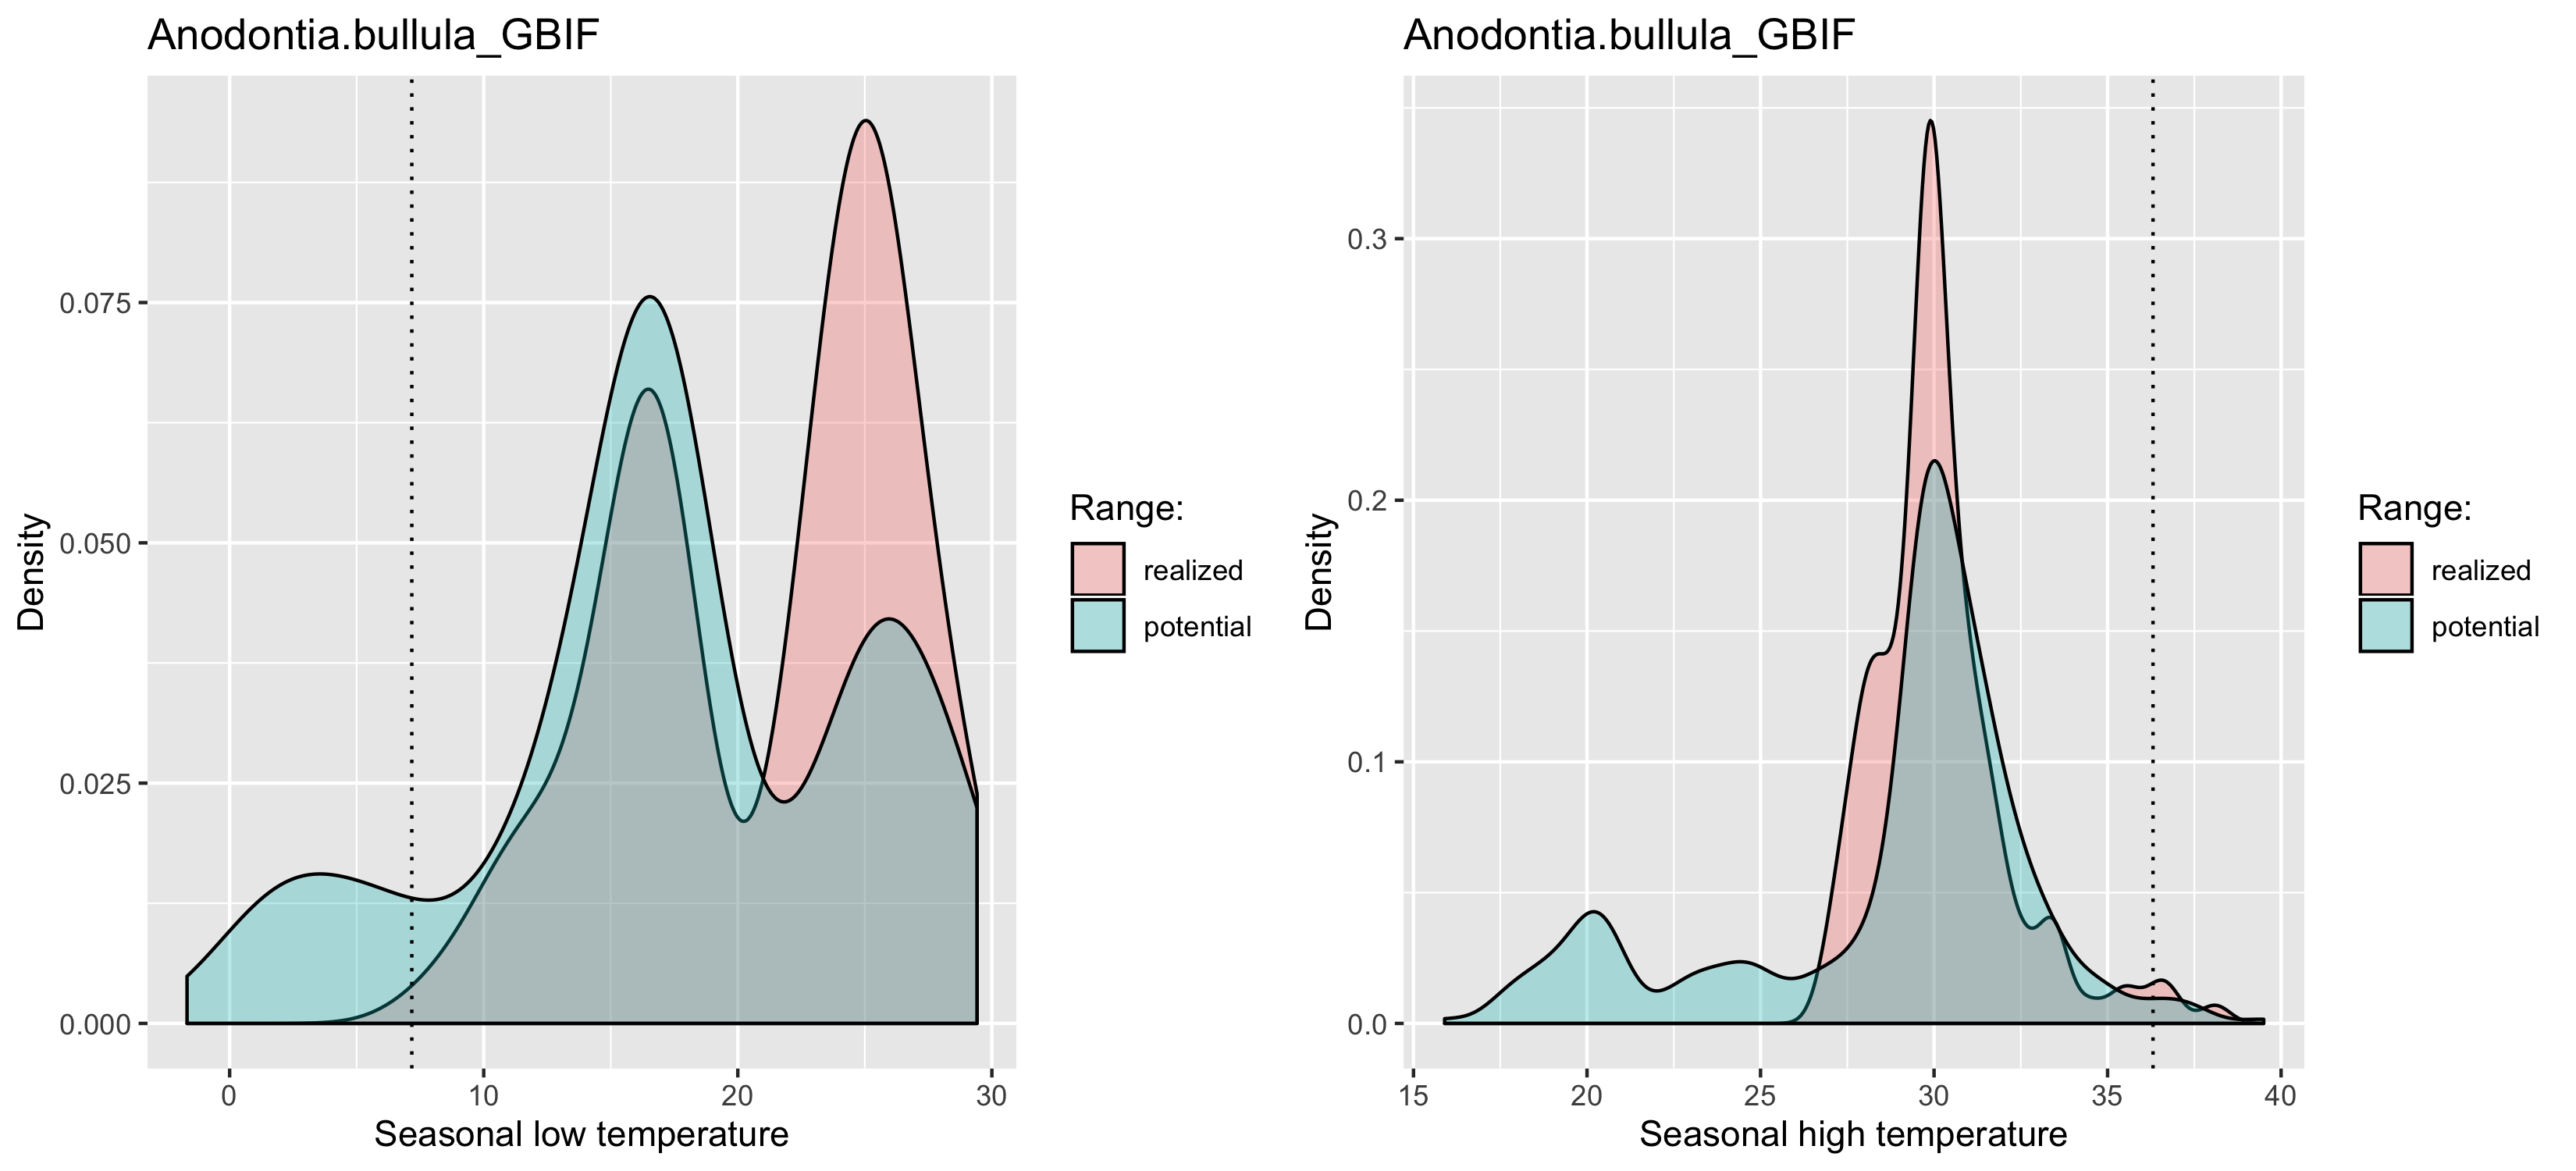 Anodontia.bullula_GBIF
Density
0.075
0.050
0.025
0.000
0 10 20 30
Seasonal low temperature
Range:
realized
potential
Anodontia.bullula_GBIF
Density
0.3
0.2
0.1
0.0
15 20 25 30 35 40
Seasonal high temperature
Range:
realized
potential